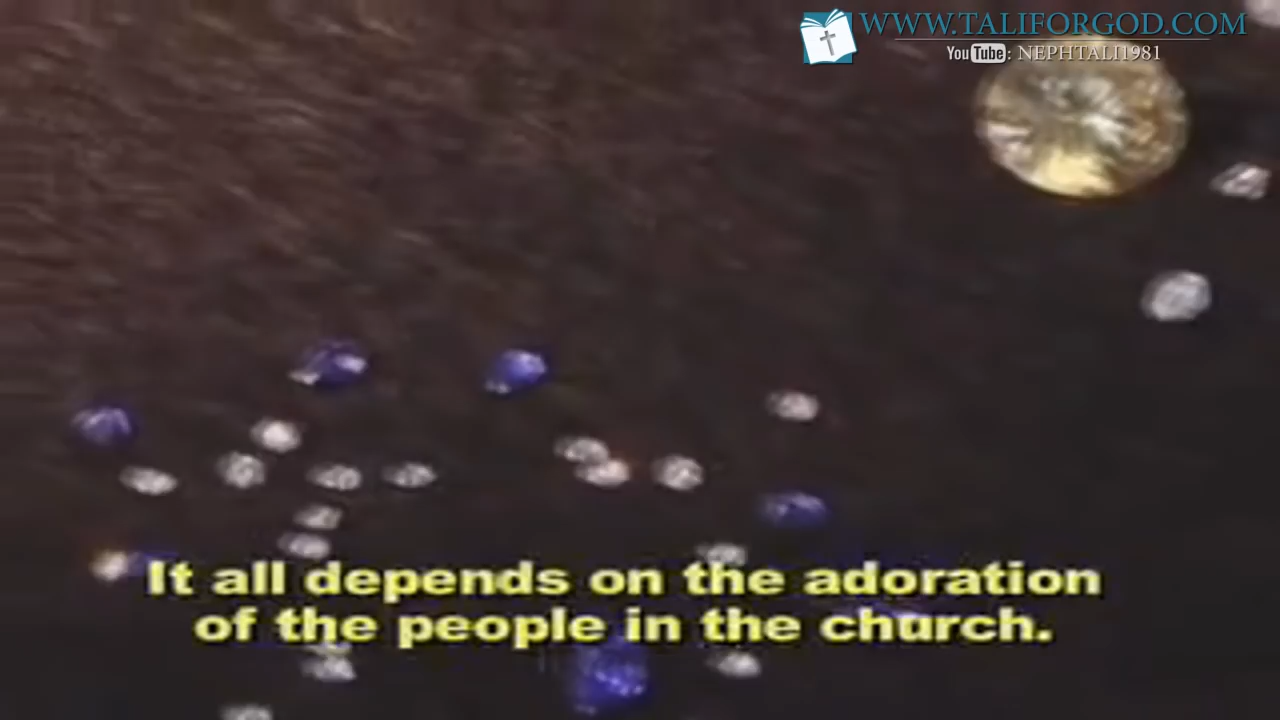 WWW.TALIFORGOD.COM
YouTube: NEPHTALI1981
It all depends on the adoration
of the people in the church.